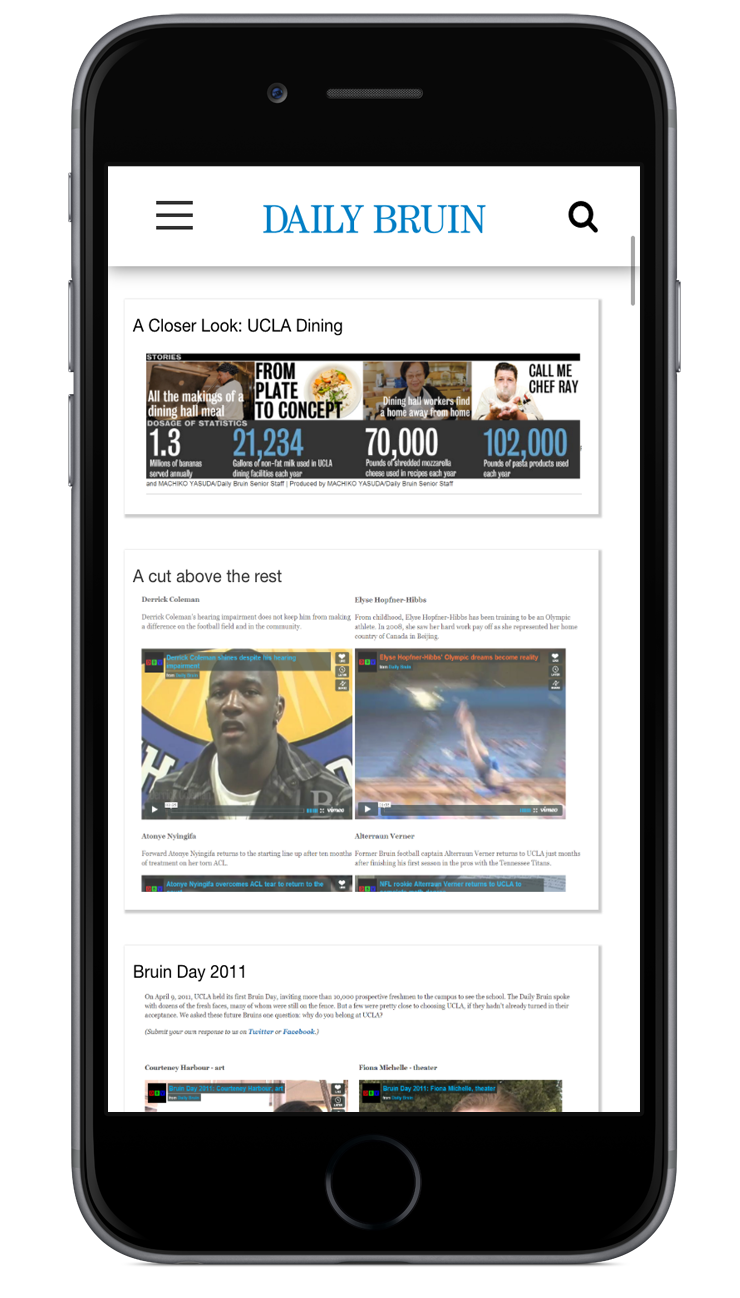 DAILY BRUIN
A Closer Look: UCLA Dining
STORIES
All the makings of a
dining hall meal
FROM
PLATE
TO CONCEPT
Dining hall workers find
a home away from home
CALL ME
CHEF RAY
DOSAGE OF STATISTICS
1.3
Millions of bananas
served annually
21,234
Gallons of non-fat milk used in UCLA
dining facilities each year
70,000
Pounds of shredded mozzarella
cheese used in recipes each year
102,000
Pounds of pasta products used
each year
and MACHIKO YASUDA/Daily Bruin Senior Staff | Produced by MACHIKO YASUDA/Daily Bruin Senior Staff
A cut above the rest
Derrick Coleman
Derrick Coleman's hearing impairment does not keep him from making
a difference on the football field and in the community.
Elyse Hopfner-Hibbs
From childhood, Elyse Hopfner-Hibbs has been training to be an Olympic
athlete. In 2008, she saw her hard work pay off as she represented her home
country of Canada in Beijing.
Derrick Coleman shines despite his hearing
impairment
from Daily Bruin
LIKE
LATER
SHARE
vimeo
Elyse Hopfner-Hibbs' Olympic dreams become reality
from Daily Bruin
LIKE
LATER
SHARE
vimeo
Atonye Nyingifa
Forward Atonye Nyingifa returns to the starting line up after ten months
of treatment on her torn ACL.
Alterraun Verner
Former Bruin football captain Alterraun Verner returns to UCLA just months
after finishing his first season in the pros with the Tennessee Titans.
Atonye Nyingifa overcomes ACL tear to return to the
NFL rookie Alterraun Verner returns to UCLA to
Bruin Day 2011
On April 9, 2011, UCLA held its first Bruin Day, inviting more than 10,000 prospective freshmen to the campus to see the school. The Daily Bruin spoke
with dozens of the fresh faces, many of whom were still on the fence. But a few were pretty close to choosing UCLA, if they hadn't already turned in their
acceptance. We asked these future Bruins one question: why do you belong at UCLA?
(Submit your own response to us on Twitter or Facebook.)
Courteney Harbour - art
Fiona Michelle - theater
Bruin Day 2011: Courteney Harbour, art
from Daily Bruin
LIKE
LATER
Bruin Day 2011: Fiona Michelle, theater
from Daily Bruin
LIKE
LATER